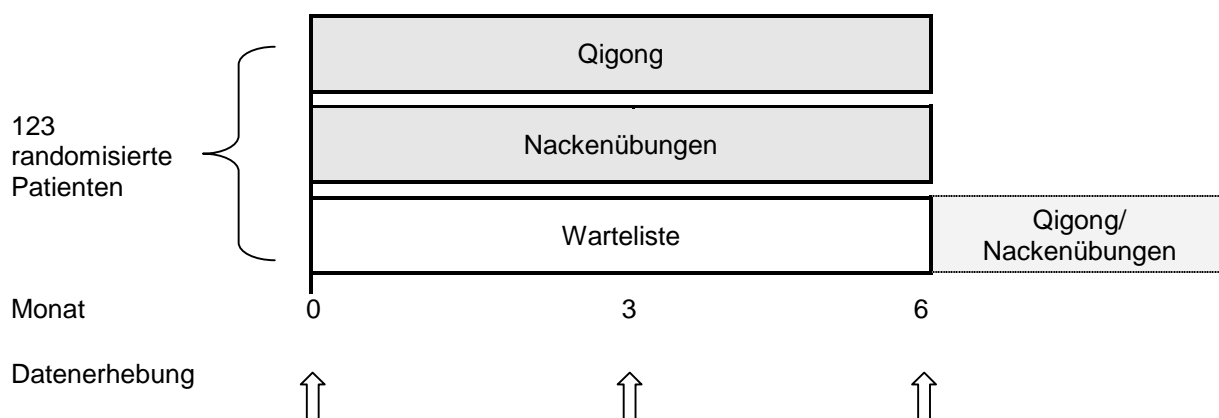 Qigong
Nackenübungen
123
randomisierte
Patienten
Warteliste
Qigong/
Nackenübungen
Monat 0 3 6
Datenerhebung